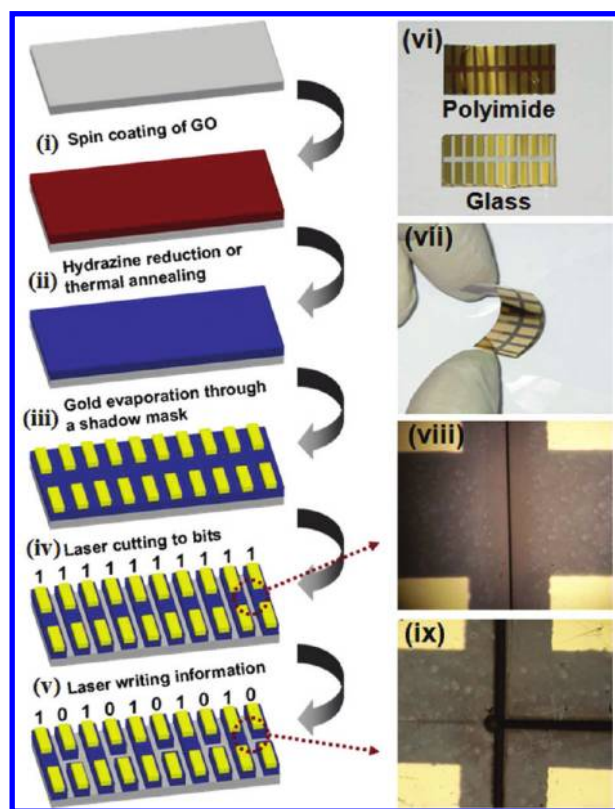 (i) Spin coating of GO
(ii) Hydrazine reduction or
thermal annealing
(iii) Gold evaporation through
a shadow mask
(iv) Laser cutting to bits
1 1 1 1 1 1 1 1 1 1
(v) Laser writing information
1 0 1 0 1 0 1 0 1 0
(vi)
Polyimide
Glass
(vii)
(viii)
(ix)